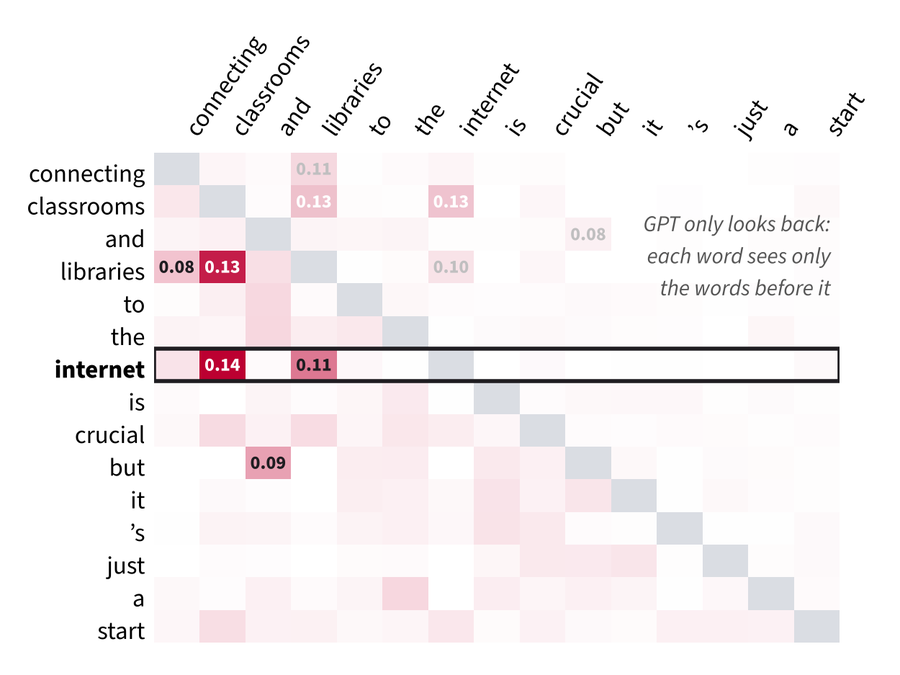 connecting
classrooms
and
libraries
to
the
internet
is
crucial
but
it
’s
just
a
start
connecting 0.11
classrooms 0.13 0.13
and 0.08
libraries 0.08 0.13 0.10
to
the
internet 0.14 0.11
is
crucial
but 0.09
it
’s
just
a
start
GPT only looks back:
each word sees only
the words before it